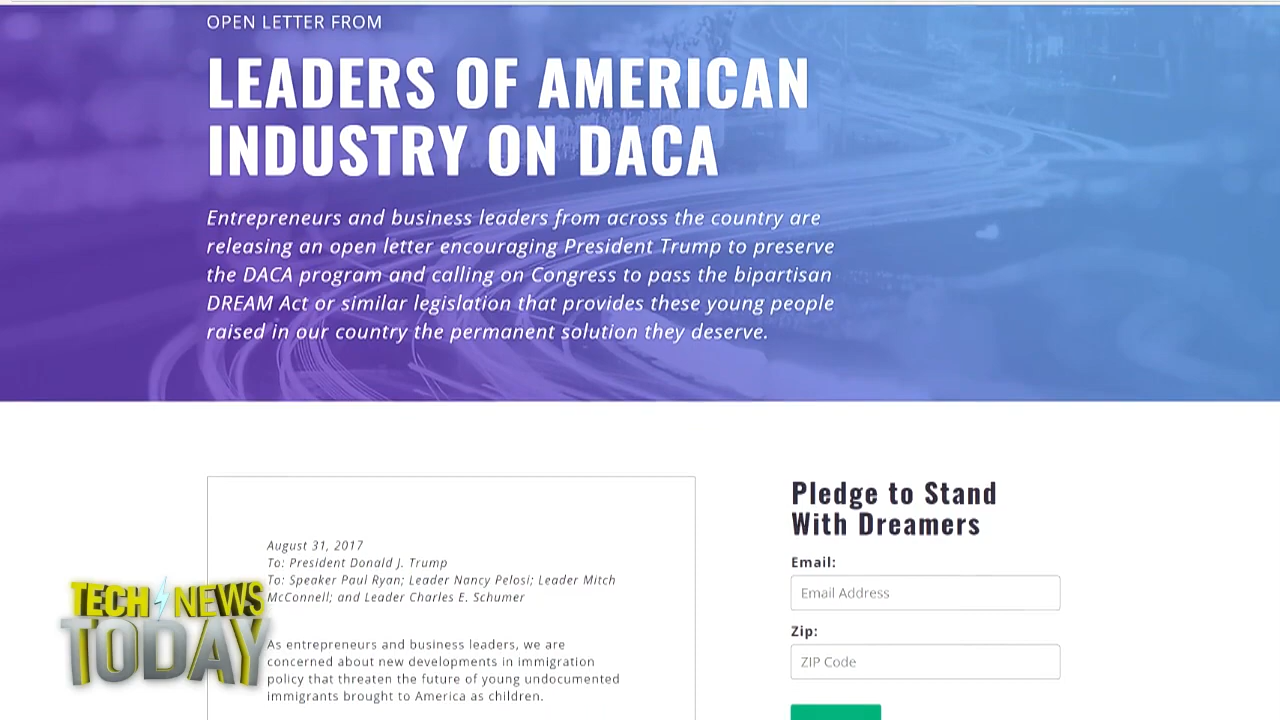 OPEN LETTER FROM
LEADERS OF AMERICAN
INDUSTRY ON DACA
Entrepreneurs and business leaders from across the country are
releasing an open letter encouraging President Trump to preserve
the DACA program and calling on Congress to pass the bipartisan
DREAM Act or similar legislation that provides these young people
raised in our country the permanent solution they deserve.
August 31, 2017
To: President Donald J. Trump
To: Speaker Paul Ryan; Leader Nancy Pelosi; Leader Mitch
McConnell; and Leader Charles E. Schumer
As entrepreneurs and business leaders, we are
concerned about new developments in immigration
policy that threaten the future of young undocumented
immigrants brought to America as children.
Pledge to Stand
With Dreamers
Email:
Email Address
Zip:
ZIP Code
TECH NEWS
TODAY